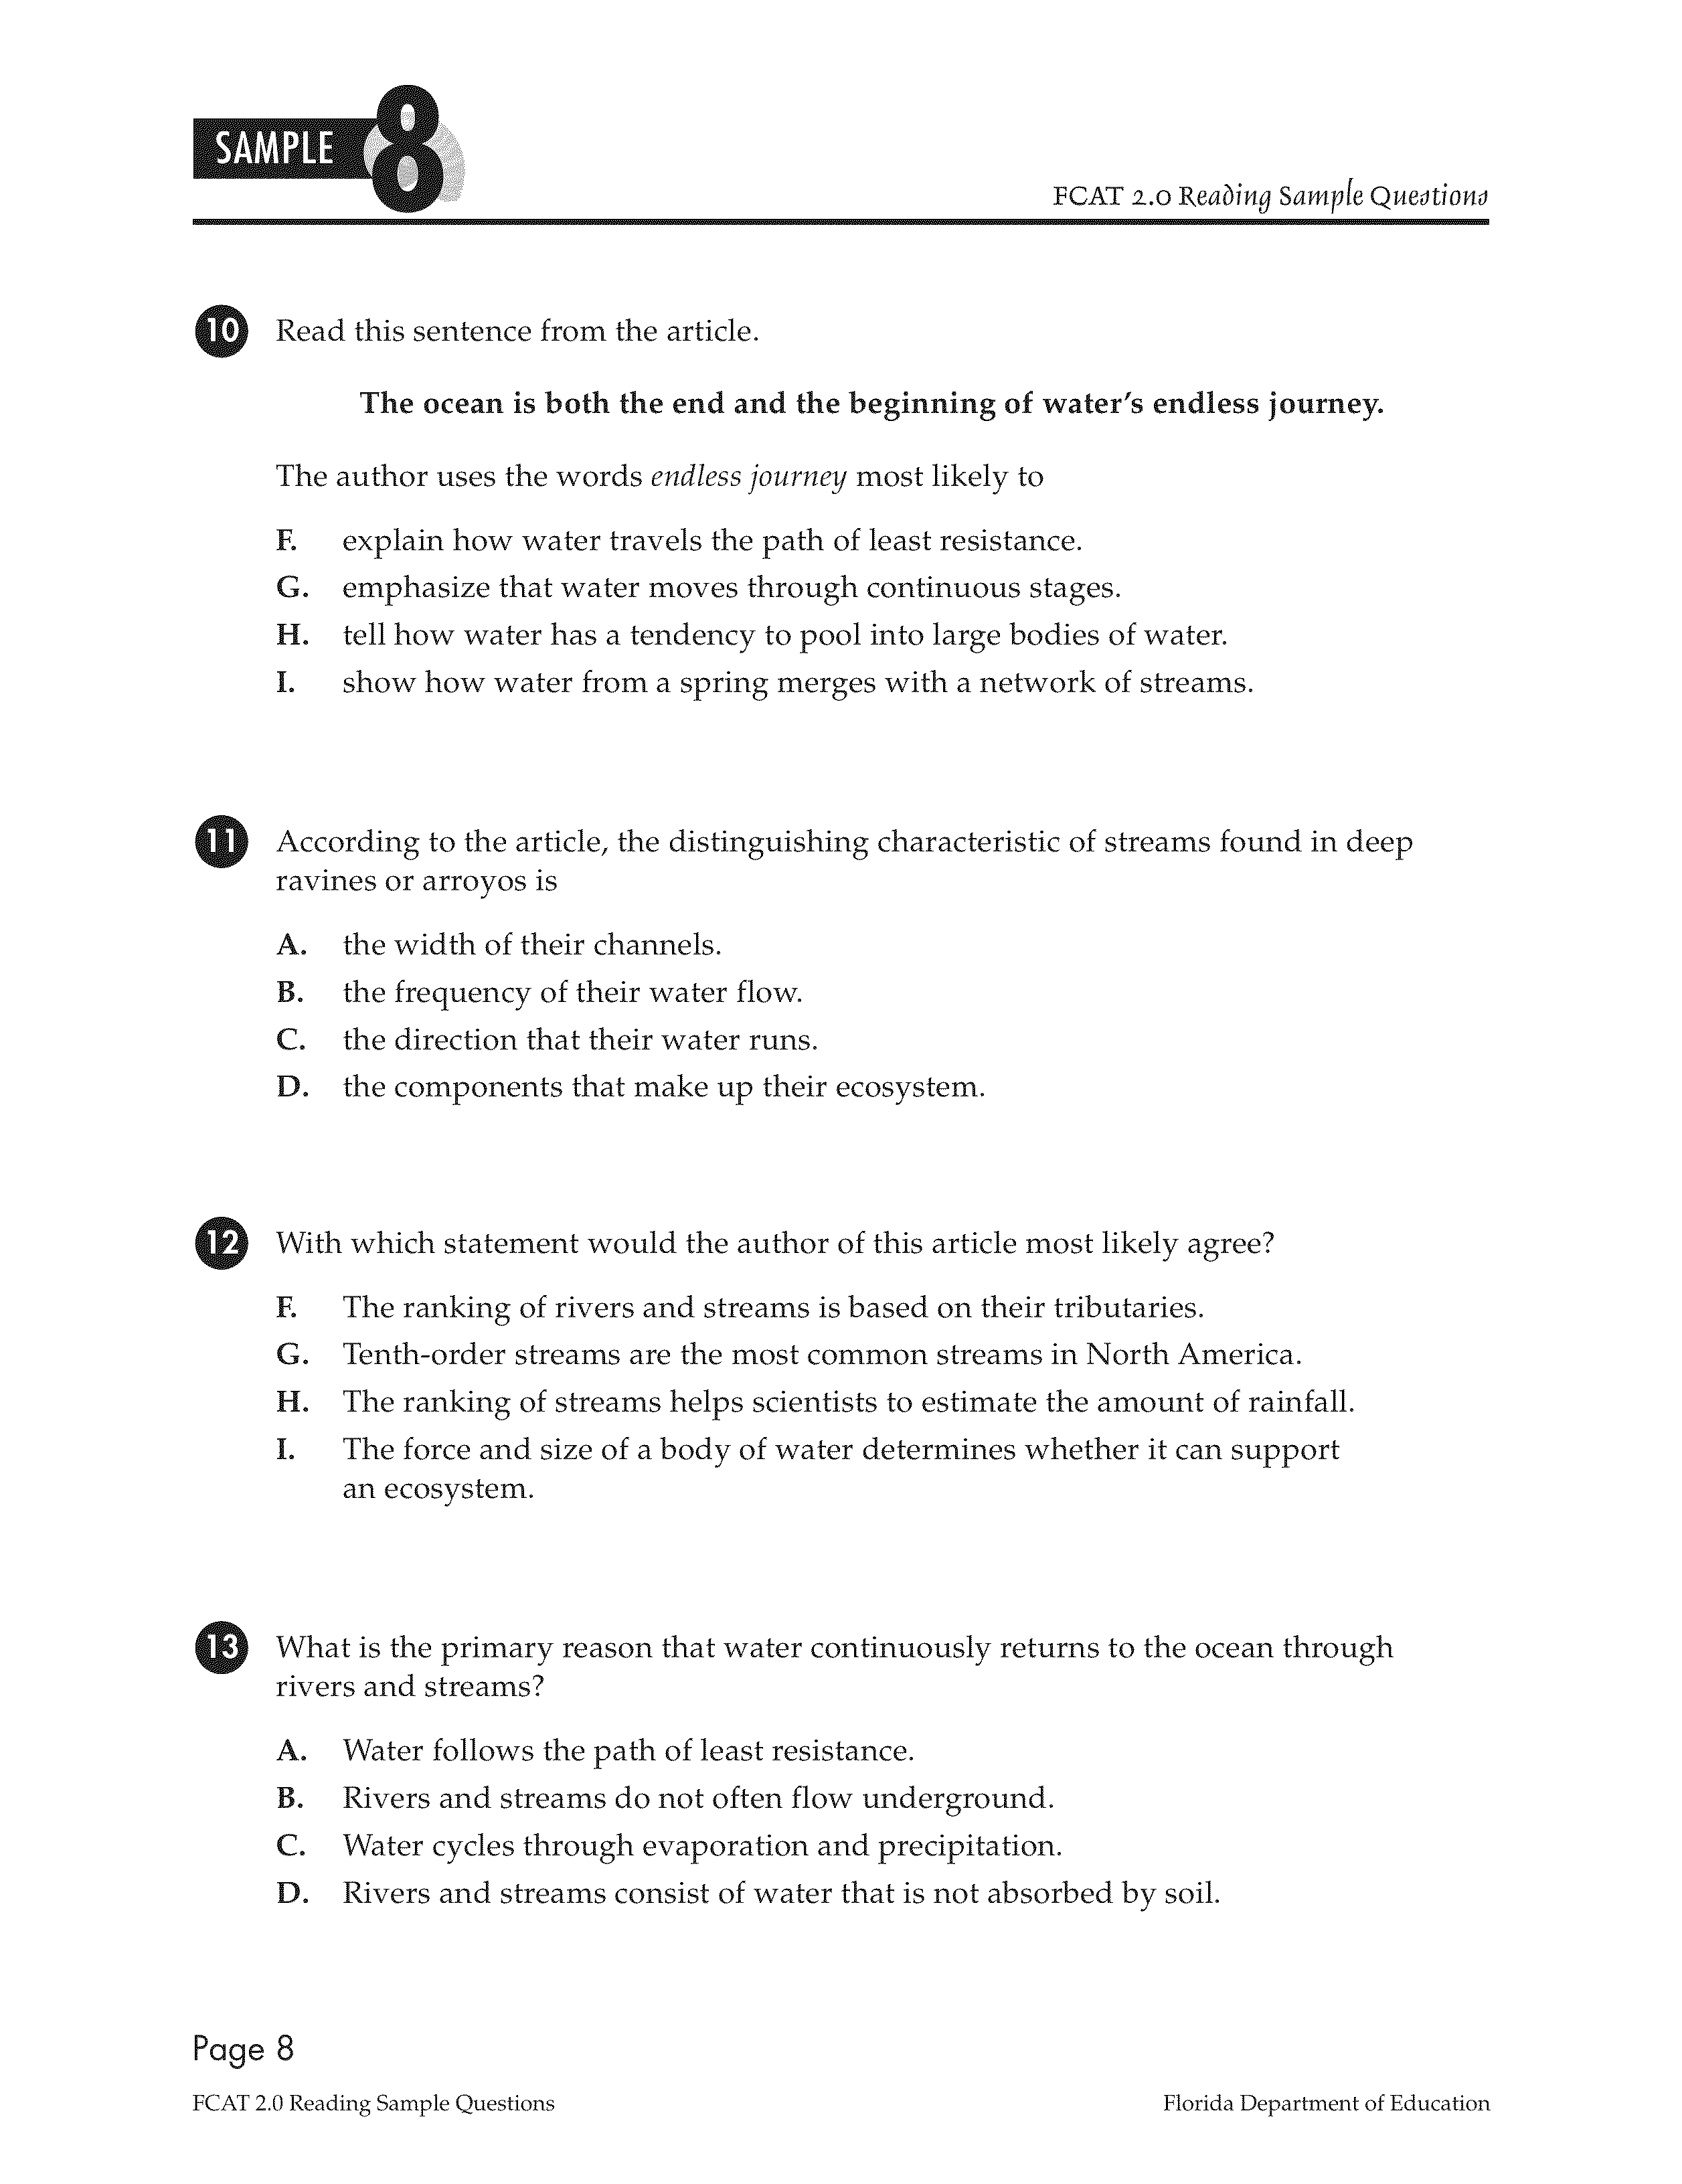 SAMPLE 8
FCAT 2.0 Reading Sample Questions
10 Read this sentence from the article.
The ocean is both the end and the beginning of water's endless journey.
The author uses the words endless journey most likely to
F. explain how water travels the path of least resistance.
G. emphasize that water moves through continuous stages.
H. tell how water has a tendency to pool into large bodies of water.
I. show how water from a spring merges with a network of streams.
11 According to the article, the distinguishing characteristic of streams found in deep
ravines or arroyos is
A. the width of their channels.
B. the frequency of their water flow.
C. the direction that their water runs.
D. the components that make up their ecosystem.
12 With which statement would the author of this article most likely agree?
F. The ranking of rivers and streams is based on their tributaries.
G. Tenth-order streams are the most common streams in North America.
H. The ranking of streams helps scientists to estimate the amount of rainfall.
I. The force and size of a body of water determines whether it can support
an ecosystem.
13 What is the primary reason that water continuously returns to the ocean through
rivers and streams?
A. Water follows the path of least resistance.
B. Rivers and streams do not often flow underground.
C. Water cycles through evaporation and precipitation.
D. Rivers and streams consist of water that is not absorbed by soil.
Page 8
FCAT 2.0 Reading Sample Questions
Florida Department of Education